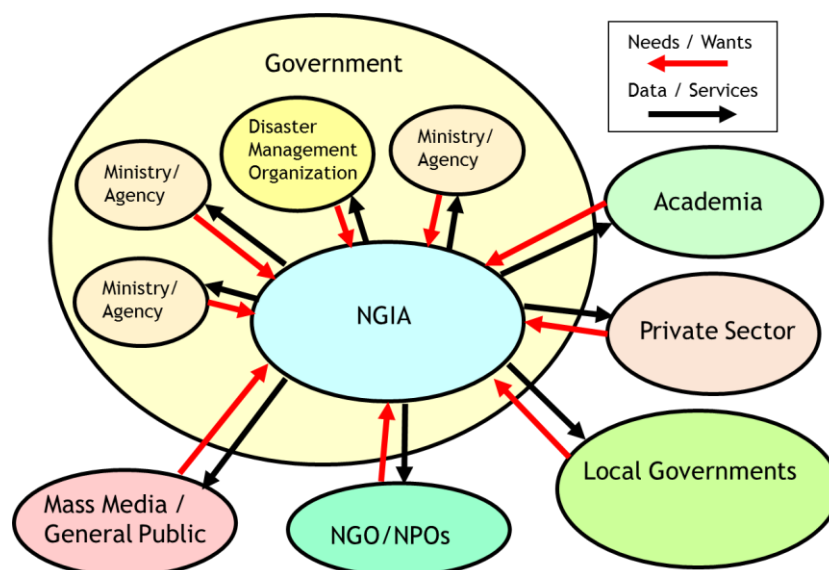 Needs / Wants
Data / Services
Government
Disaster
Management
Organization
Ministry/
Agency
Ministry/
Agency
Ministry/
Agency
NGIA
Academia
Private Sector
Local Governments
Mass Media /
General Public
NGO/NPOs